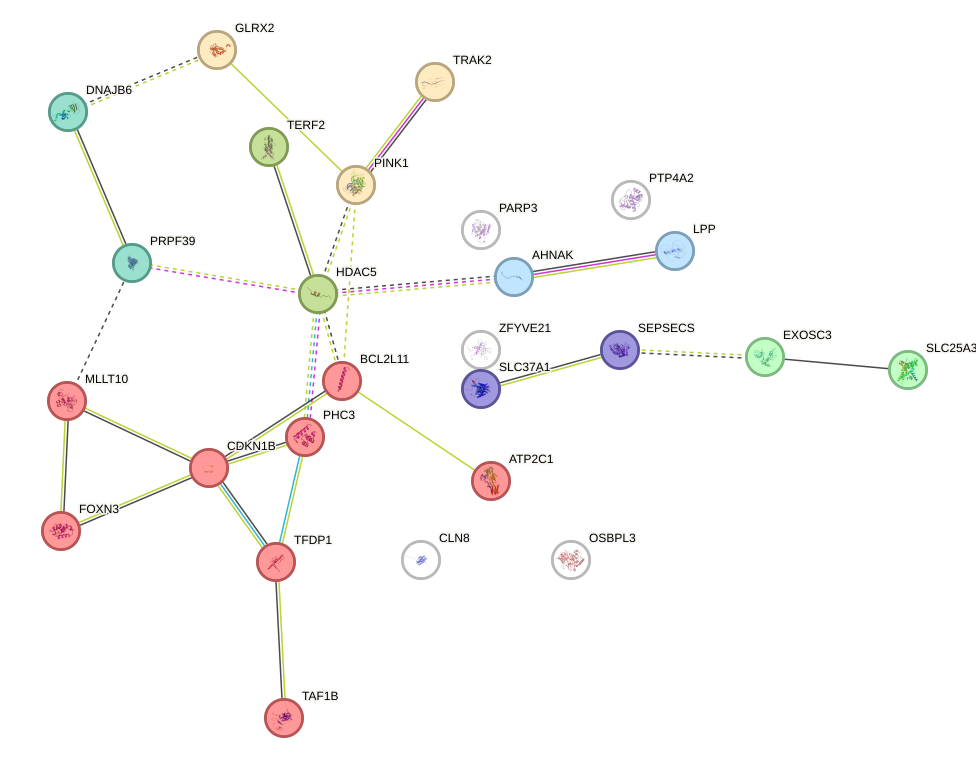 GLRX2
TRAK2
DNAJB6
TERF2
PINK1
PTP4A2
PARP3
LPP
PRPF39
AHNAK
HDAC5
ZFYVE21
SEPSECS
EXOSC3
SLC25A3
BCL2L11
SLC37A1
MLLT10
PHC3
CDKN1B
ATP2C1
FOXN3
TFDP1
CLN8
OSBPL3
TAF1B